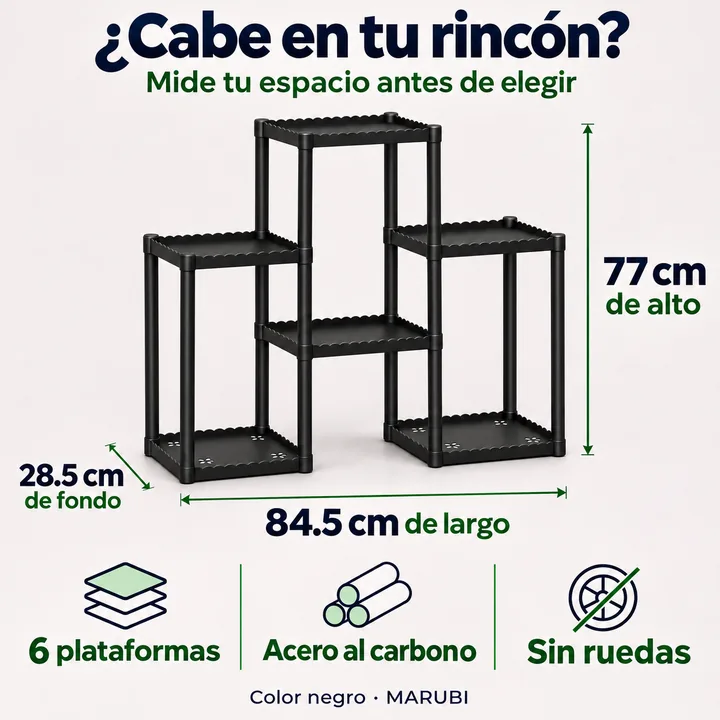 ¿Cabe en tu rincón?
Mide tu espacio antes de elegir
77 cm
de alto
28.5 cm
de fondo
84.5 cm de largo
6 plataformas
Acero al carbono
Sin ruedas
Color negro · MARUBI